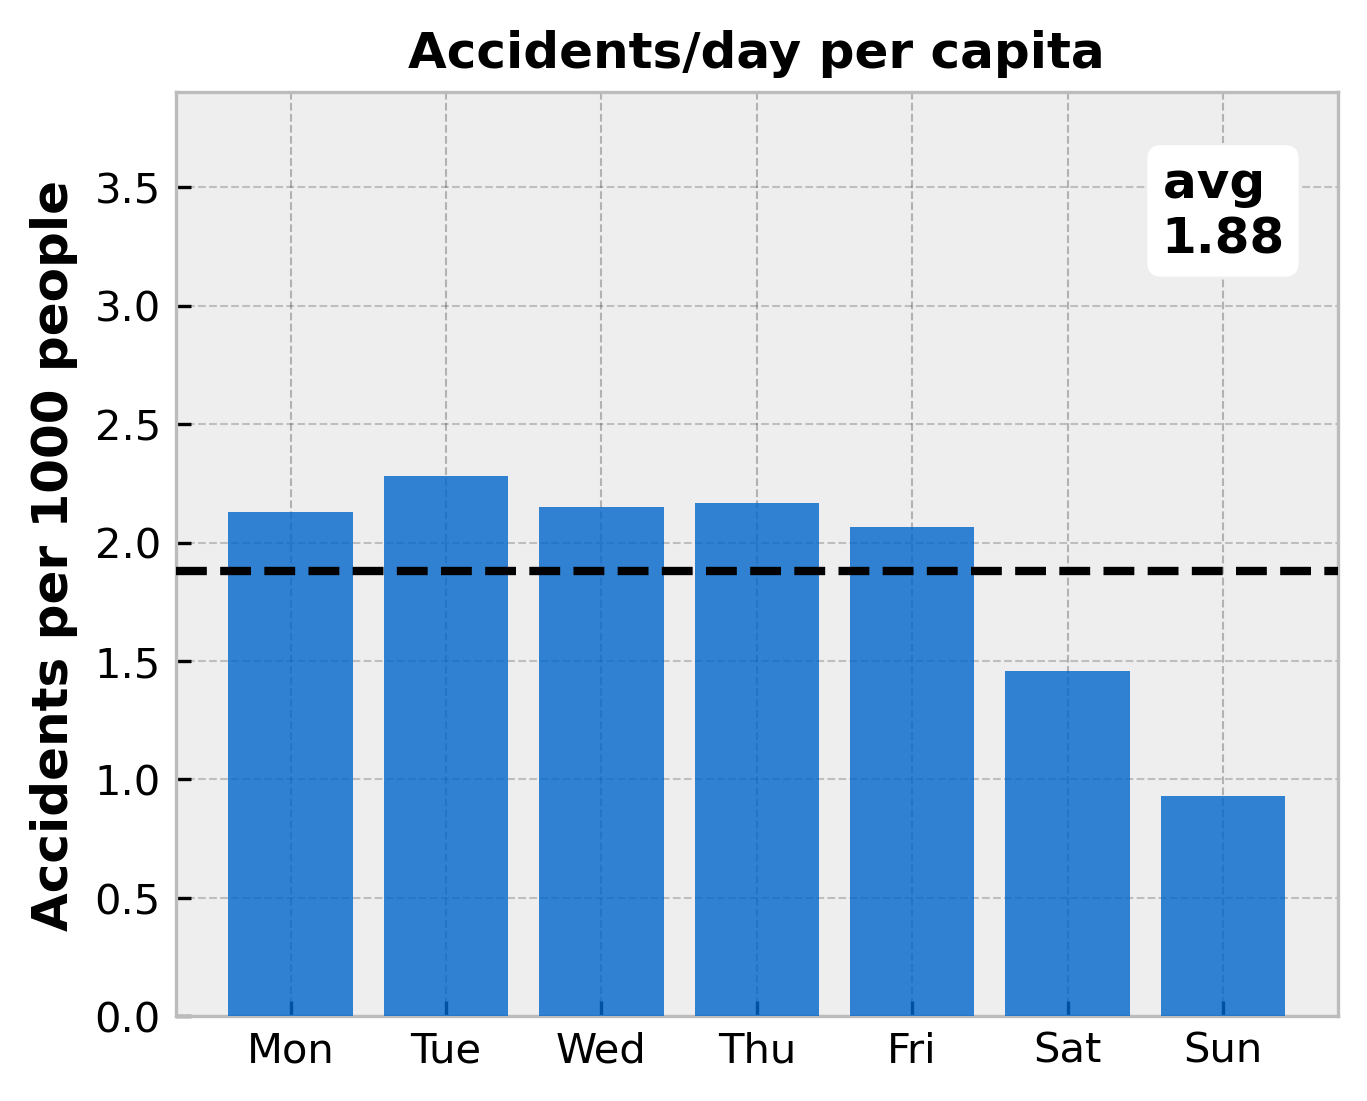 Accidents/day per capita
Accidents per 1000 people
3.5
3.0
2.5
2.0
1.5
1.0
0.5
0.0
avg
1.88
Mon Tue Wed Thu Fri Sat Sun